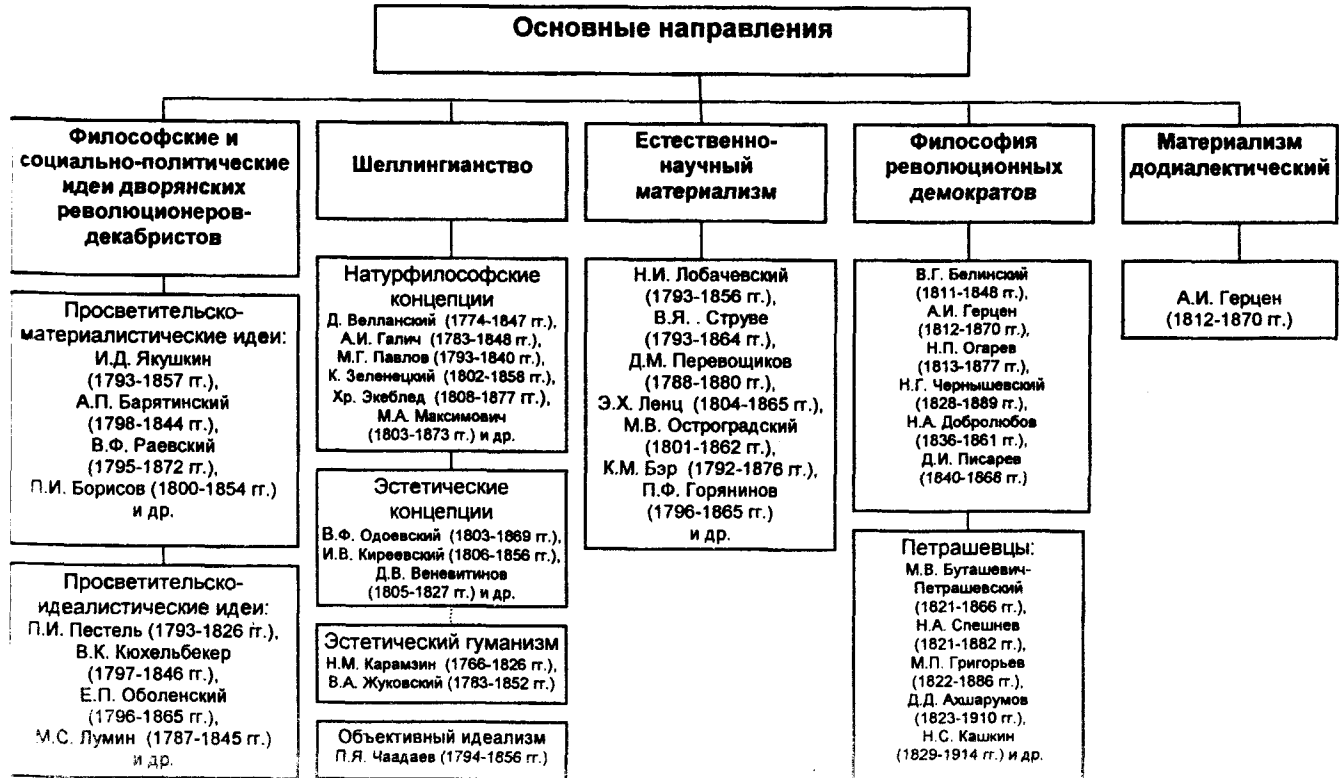 Основные направления
Философские и
социально-политические
идеи дворянских
революционеров-
декабристов
Просветительско-
материалистические идеи:
И.Д. Якушкин
(1793-1857 гг.),
А.П. Барятинский
(1798-1844 гг.),
В.Ф. Раевский
(1795-1872 гг.),
П.И. Борисов (1800-1854 гг.)
и др.
Просветительско-
идеалистические идеи:
П.И. Пестель (1793-1826 гг.),
В.К. Кюхельбекер
(1797-1846 гг.),
Е.П. Оболенский
(1796-1865 гг.),
М.С. Лумин (1787-1845 гг.)
и др.
Шеллингианство
Натурфилософские
концепции
Д. Велланский (1774-1847 гг.),
А.И. Галич (1783-1848 гг.),
М.Г. Павлов (1793-1840 гг.),
К. Зеленецкий (1802-1858 гг.),
Хр. Экеблед (1808-1877 гг.),
М.А. Максимович
(1803-1873 гг.) и др.
Эстетические
концепции
В.Ф. Одоевский (1803-1869 гг.),
И.В. Киреевский (1806-1856 гг.),
Д.В. Веневитинов
(1805-1827 гг.) и др.
Эстетический гуманизм
Н.М. Карамзин (1766-1826 гг.),
В.А. Жуковский (1783-1852 гг.)
Объективный идеализм
П.Я. Чаадаев (1794-1856 гг.)
Естественно-
научный
материализм
Н.И. Лобачевский
(1793-1856 гг.),
В.Я. . Струве
(1793-1864 гг.),
Д.М. Перевощиков
(1788-1880 гг.),
Э.Х. Ленц (1804-1865 гг.),
М.В. Остроградский
(1801-1862 гг.),
К.М. Бэр (1792-1876 гг.),
П.Ф. Горянинов
(1796-1865 гг.)
и др.
Философия
революционных
демократов
В.Г. Белинский
(1811-1848 гг.),
А.И. Герцен
(1812-1870 гг.),
Н.П. Огарев
(1813-1877 гг.),
Н.Г. Чернышевский
(1828-1889 гг.),
Н.А. Добролюбов
(1836-1861 гг.),
Д.И. Писарев
(1840-1868 гг.)
Петрашевцы:
М.В. Буташевич-
Петрашевский
(1821-1866 гг.),
Н.А. Спешнев
(1821-1882 гг.),
М.П. Григорьев
(1822-1886 гг.),
Д.Д. Ахшарумов
(1823-1910 гг.),
Н.С. Кашкин
(1829-1914 гг.) и др.
Материализм
додиалектический
А.И. Герцен
(1812-1870 гг.)